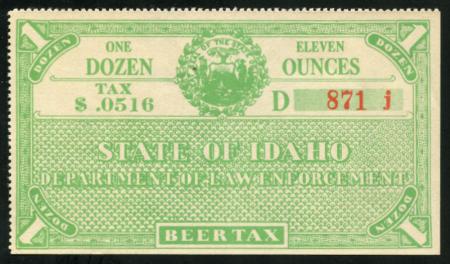 1 DOZEN
DOZEN 1
ONE
DOZEN
ELEVEN
OUNCES
TAX
$ .0516
D 871 j
STATE OF IDAHO
DEPARTMENT OF LAW ENFORCEMENT
1 DOZEN
DOZEN 1
BEER TAX